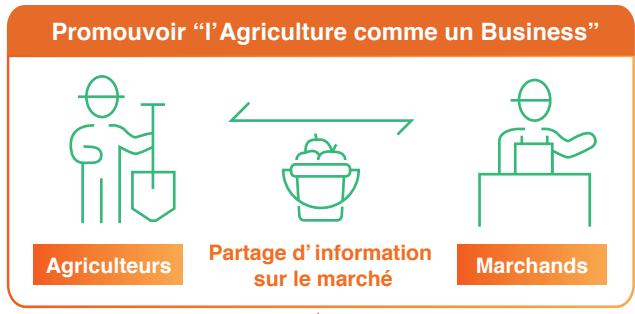 Promouvoir “l’Agriculture comme un Business”
Agriculteurs
Partage d’ information
sur le marché
Marchands